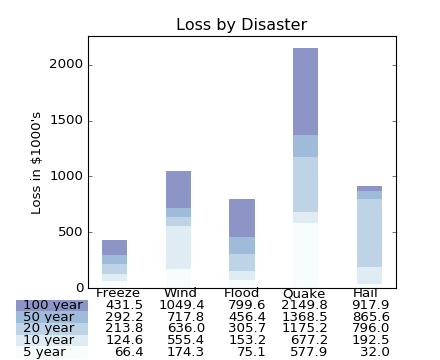 Loss by Disaster
2000
1500
1000
500
0
Loss in $1000's
Freeze Wind Flood Quake Hail
100 year 431.5 1049.4 799.6 2149.8 917.9
50 year 292.2 717.8 456.4 1368.5 865.6
20 year 213.8 636.0 305.7 1175.2 796.0
10 year 124.6 555.4 153.2 677.2 192.5
5 year 66.4 174.3 75.1 577.9 32.0